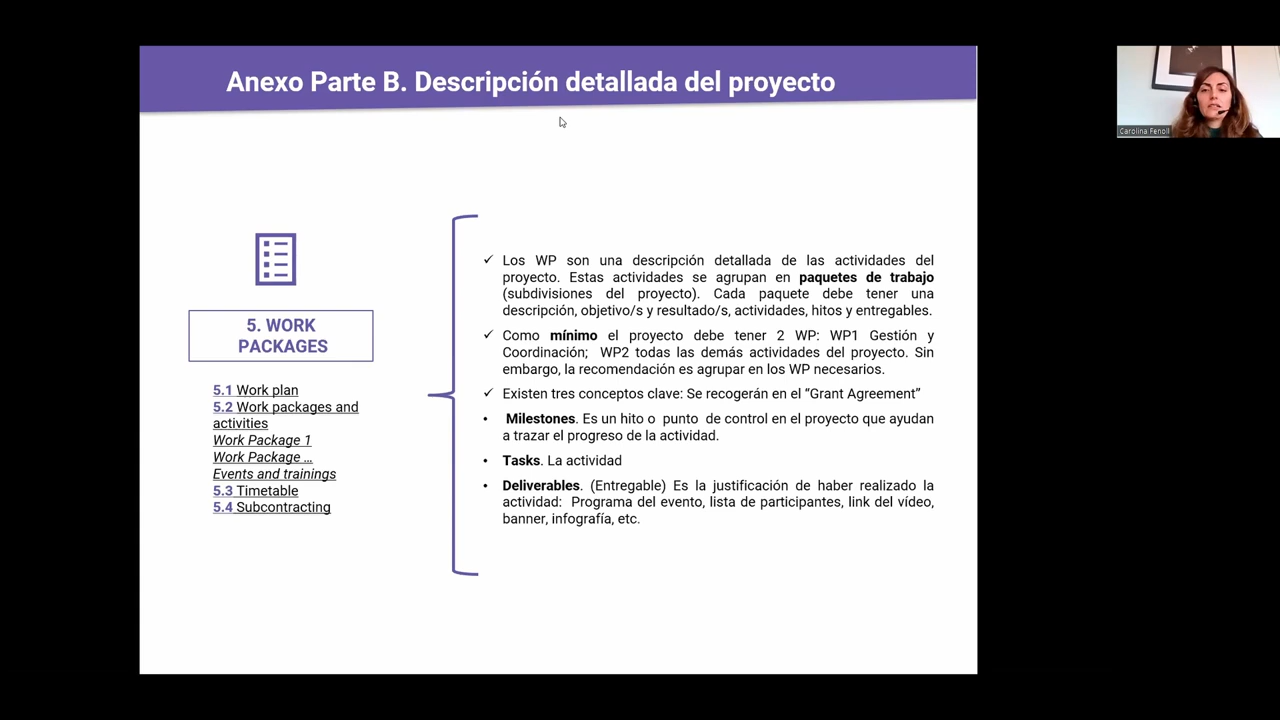 Anexo Parte B. Descripción detallada del proyecto
Carolina Fenoll
5. WORK
PACKAGES
5.1 Work plan
5.2 Work packages and
activities
Work Package 1
Work Package …
Events and trainings
5.3 Timetable
5.4 Subcontracting
✓ Los WP son una descripción detallada de las actividades del
proyecto. Estas actividades se agrupan en paquetes de trabajo
(subdivisiones del proyecto). Cada paquete debe tener una
descripción, objetivo/s y resultado/s, actividades, hitos y entregables.
✓ Como mínimo el proyecto debe tener 2 WP: WP1 Gestión y
Coordinación; WP2 todas las demás actividades del proyecto. Sin
embargo, la recomendación es agrupar en los WP necesarios.
✓ Existen tres conceptos clave: Se recogerán en el “Grant Agreement”
• Milestones. Es un hito o punto de control en el proyecto que ayudan
a trazar el progreso de la actividad.
• Tasks. La actividad
• Deliverables. (Entregable) Es la justificación de haber realizado la
actividad: Programa del evento, lista de participantes, link del vídeo,
banner, infografía, etc.